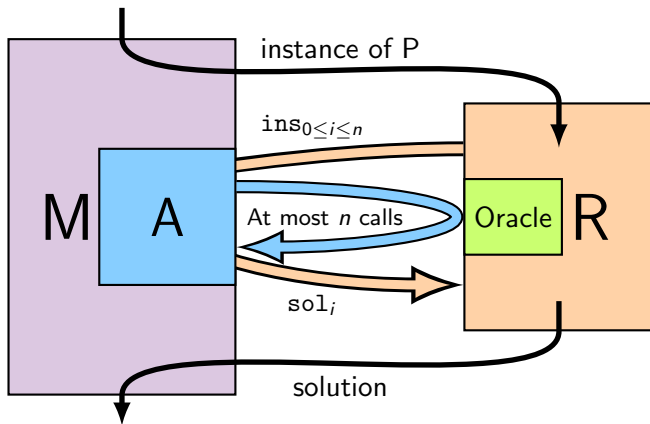 instance of P
ins0≤i≤n
M
A
At most n calls
Oracle
R
soli
solution